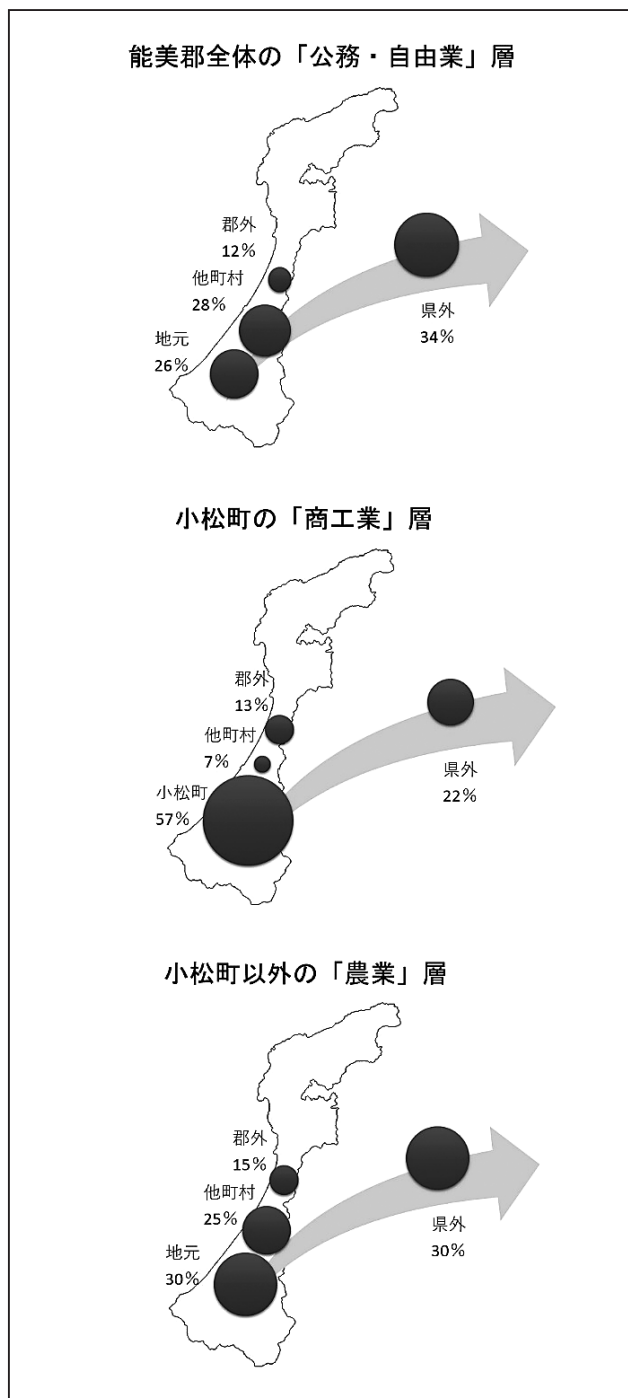 能美郡全体の「公務・自由業」層
郡外
12%
他町村
28%
地元
26%
県外
34%
小松町の「商工業」層
郡外
13%
他町村
7%
小松町
57%
県外
22%
小松町以外の「農業」層
郡外
15%
他町村
25%
地元
30%
県外
30%